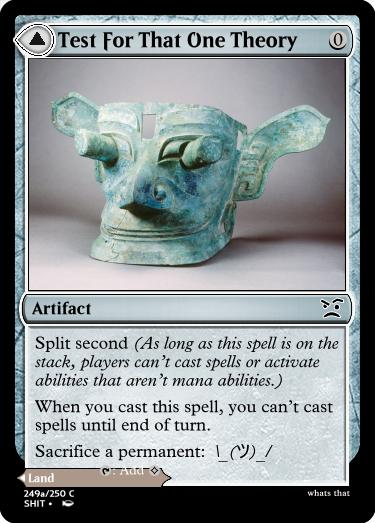 Test For That One Theory 0
Artifact
Split second (As long as this spell is on the
stack, players can't cast spells or activate
abilities that aren't mana abilities.)
When you cast this spell, you can't cast
spells until end of turn.
Sacrifice a permanent: \_(ツ)_/
: Add
Land
249a/250 C
SHIT •
whats that